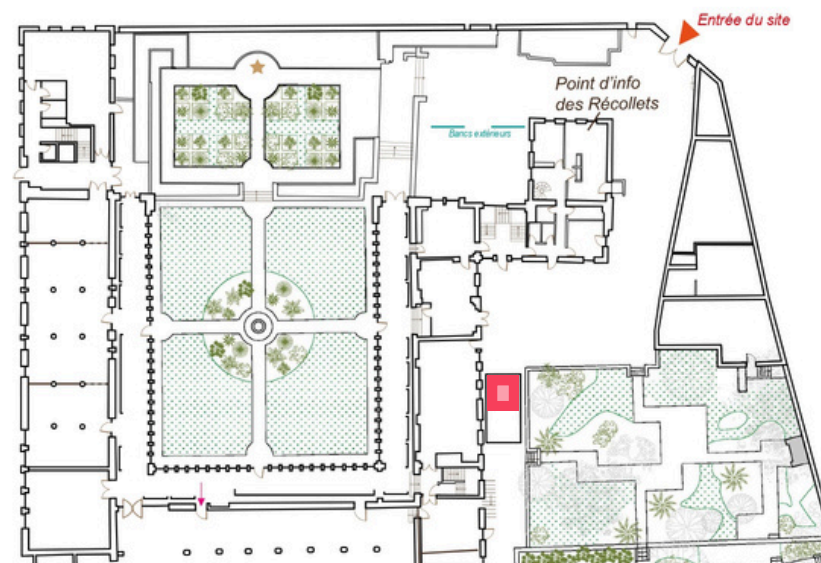 Entrée du site
Point d'info
des Récollets
Bancs extérieurs